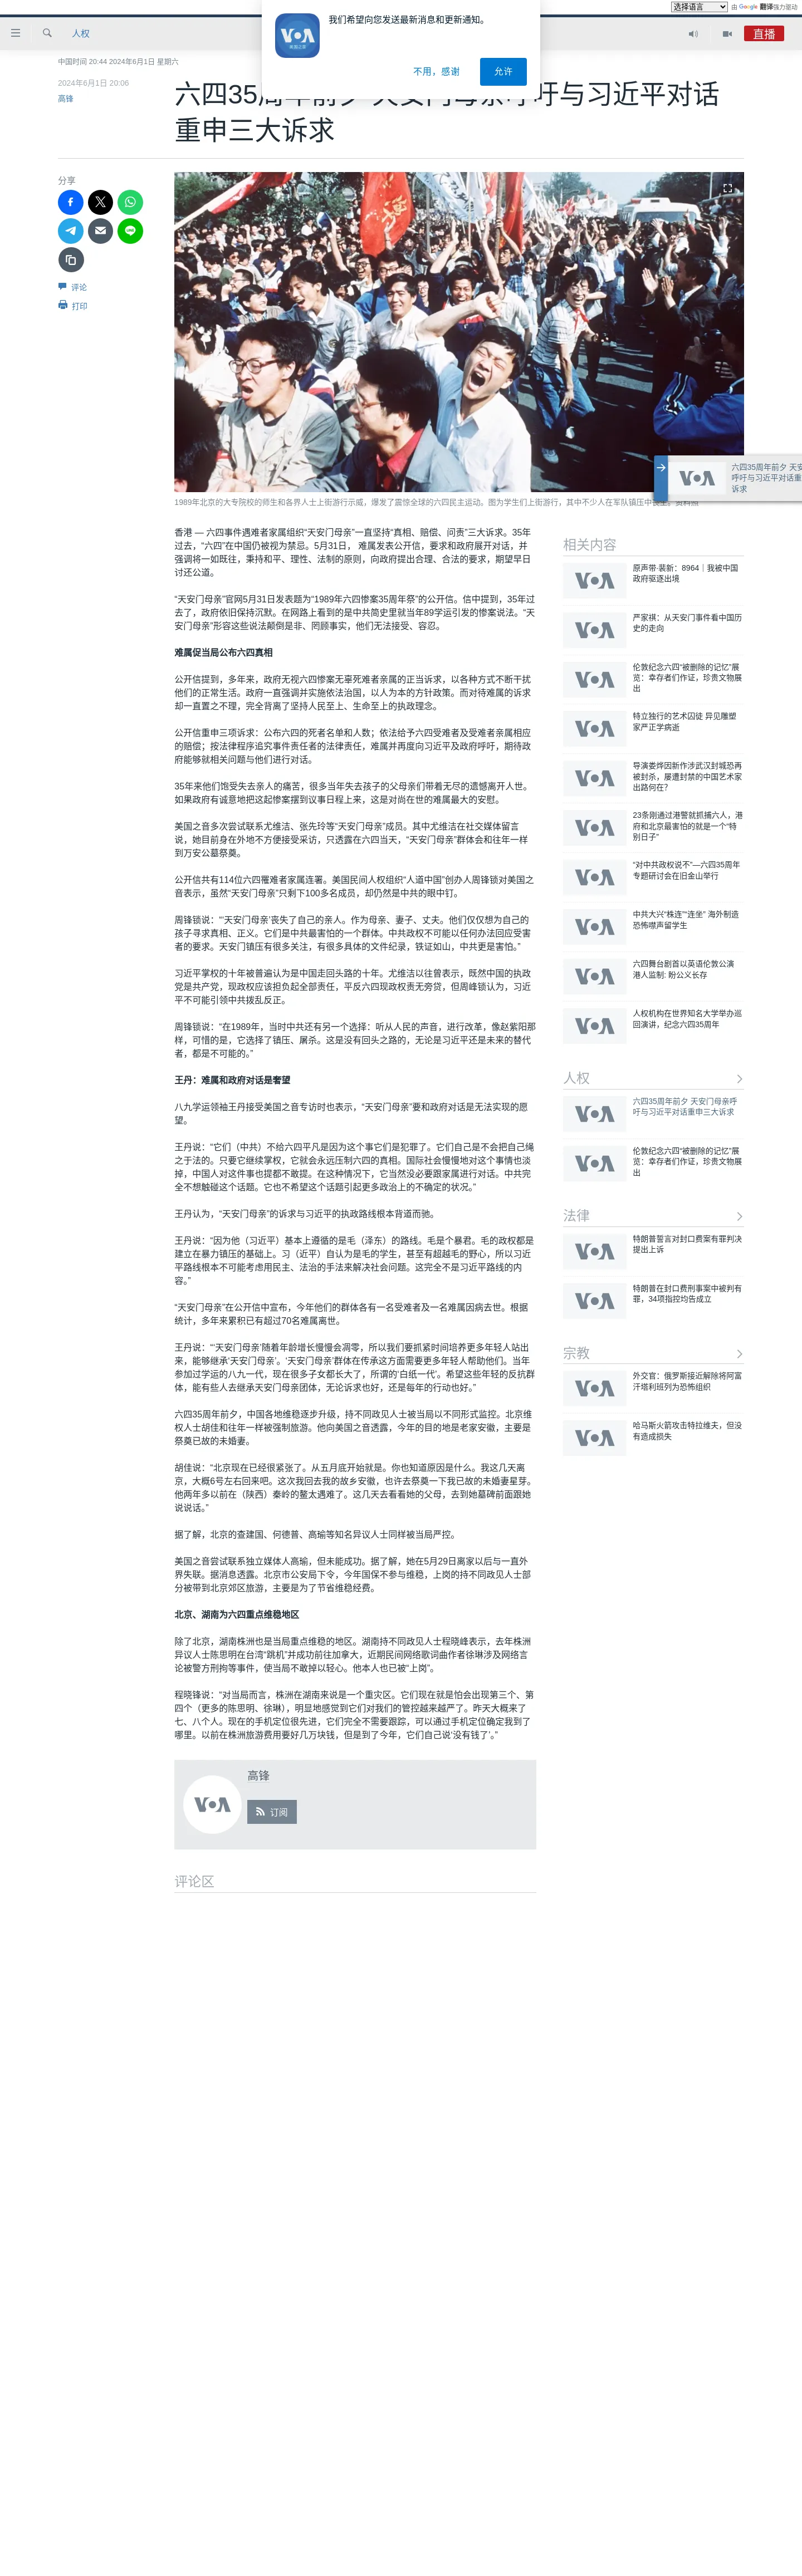 选择语言
由 Google 翻译强力驱动
人权
直播
VOA
我们希望向您发送最新消息和更新通知。
不用，感谢
允许
中国时间 20:44 2024年6月1日 星期六
2024年6月1日 20:06
高锋
六四35周年前夕 天安门母亲呼吁与习近平对话
重申三大诉求
分享
评论
打印
VOA
六四35周年前夕 天安
呼吁与习近平对话重
诉求
1989年北京的大专院校的师生和各界人士上街游行示威，爆发了震惊全球的六四民主运动。图为学生们上街游行，其中不少人在军队镇压中丧生。资料照
香港 — 六四事件遇难者家属组织“天安门母亲”一直坚持“真相、赔偿、问责”三大诉求。35年
过去，“六四”在中国仍被视为禁忌。5月31日， 难属发表公开信，要求和政府展开对话，并
强调将一如既往，秉持和平、理性、法制的原则，向政府提出合理、合法的要求，期望早日
讨还公道。
“天安门母亲”官网5月31日发表题为“1989年六四惨案35周年祭”的公开信。信中提到，35年过
去了，政府依旧保持沉默。在网路上看到的是中共简史里就当年89学运引发的惨案说法。“天
安门母亲”形容这些说法颠倒是非、罔顾事实，他们无法接受、容忍。
难属促当局公布六四真相
公开信提到，多年来，政府无视六四惨案无辜死难者亲属的正当诉求，以各种方式不断干扰
他们的正常生活。政府一直强调并实施依法治国，以人为本的方针政策。而对待难属的诉求
却一直置之不理，完全背离了坚持人民至上、生命至上的执政理念。
公开信重申三项诉求：公布六四的死者名单和人数；依法给予六四受难者及受难者亲属相应
的赔偿；按法律程序追究事件责任者的法律责任，难属并再度向习近平及政府呼吁，期待政
府能够就相关问题与他们进行对话。
35年来他们饱受失去亲人的痛苦，很多当年失去孩子的父母亲们带着无尽的遗憾离开人世。
如果政府有诚意地把这起惨案摆到议事日程上来，这是对尚在世的难属最大的安慰。
美国之音多次尝试联系尤维洁、张先玲等“天安门母亲”成员。其中尤维洁在社交媒体留言
说，她目前身在外地不方便接受采访，只透露在六四当天，“天安门母亲”群体会和往年一样
到万安公墓祭奠。
公开信共有114位六四罹难者家属连署。美国民间人权组织“人道中国”创办人周锋锁对美国之
音表示，虽然“天安门母亲”只剩下100多名成员，却仍然是中共的眼中钉。
周锋锁说：“‘天安门母亲’丧失了自己的亲人。作为母亲、妻子、丈夫。他们仅仅想为自己的
孩子寻求真相、正义。它们是中共最害怕的一个群体。中共政权不可能以任何办法回应受害
者的要求。天安门镇压有很多关注，有很多具体的文件纪录，铁证如山，中共更是害怕。”
习近平掌权的十年被普遍认为是中国走回头路的十年。尤维洁以往曾表示，既然中国的执政
党是共产党，现政权应该担负起全部责任，平反六四现政权责无旁贷，但周峰锁认为，习近
平不可能引领中共拨乱反正。
周锋锁说：“在1989年，当时中共还有另一个选择：听从人民的声音，进行改革，像赵紫阳那
样，可惜的是，它选择了镇压、屠杀。这是没有回头之路的，无论是习近平还是未来的替代
者，都是不可能的。”
王丹：难属和政府对话是奢望
八九学运领袖王丹接受美国之音专访时也表示，“天安门母亲”要和政府对话是无法实现的愿
望。
王丹说：“它们（中共）不给六四平凡是因为这个事它们是犯罪了。它们自己是不会把自己绳
之于法的。只要它继续掌权，它就会永远压制六四的真相。国际社会慢慢地对这个事情也淡
掉，中国人对这件事也提都不敢提。在这种情况下，它当然没必要跟家属进行对话。中共完
全不想触碰这个话题。它也不希望这个话题引起更多政治上的不确定的状况。”
王丹认为，“天安门母亲”的诉求与习近平的执政路线根本背道而驰。
王丹说：“因为他（习近平）基本上遵循的是毛（泽东）的路线。毛是个暴君。毛的政权都是
建立在暴力镇压的基础上。习（近平）自认为是毛的学生，甚至有超越毛的野心，所以习近
平路线根本不可能考虑用民主、法治的手法来解决社会问题。这完全不是习近平路线的内
容。”
“天安门母亲”在公开信中宣布，今年他们的群体各有一名受难者及一名难属因病去世。根据
统计，多年来累积已有超过70名难属离世。
王丹说：“‘天安门母亲’随着年龄增长慢慢会凋零，所以我们要抓紧时间培养更多年轻人站出
来，能够继承‘天安门母亲’。‘天安门母亲’群体在传承这方面需要更多年轻人帮助他们。当年
参加过学运的八九一代，现在很多子女都长大了，所谓的‘白纸一代’。希望这些年轻的反抗群
体，能有些人去继承天安门母亲团体，无论诉求也好，还是每年的行动也好。”
六四35周年前夕，中国各地维稳逐步升级，持不同政见人士被当局以不同形式监控。北京维
权人士胡佳和往年一样被强制旅游。他向美国之音透露，今年的目的地是老家安徽，主要是
祭奠已故的未婚妻。
胡佳说：“北京现在已经很紧张了。从五月底开始就是。你也知道原因是什么。我这几天离
京，大概6号左右回来吧。这次我回去我的故乡安徽，也许去祭奠一下我已故的未婚妻星芽。
他两年多以前在（陕西）秦岭的鳌太遇难了。这几天去看看她的父母，去到她墓碑前面跟她
说说话。”
据了解，北京的查建国、何德普、高瑜等知名异议人士同样被当局严控。
美国之音尝试联系独立媒体人高瑜，但未能成功。据了解，她在5月29日离家以后与一直外
界失联。据消息透露。北京市公安局下令，今年国保不参与维稳，上岗的持不同政见人士部
分被带到北京郊区旅游，主要是为了节省维稳经费。
北京、湖南为六四重点维稳地区
除了北京，湖南株洲也是当局重点维稳的地区。湖南持不同政见人士程晓峰表示，去年株洲
异议人士陈思明在台湾“跳机”并成功前往加拿大，近期民间网络歌词曲作者徐琳涉及网络言
论被警方刑拘等事件，使当局不敢掉以轻心。他本人也已被“上岗”。
程晓锋说：“对当局而言，株洲在湖南来说是一个重灾区。它们现在就是怕会出现第三个、第
四个（更多的陈思明、徐琳），明显地感觉到它们对我们的管控越来越严了。昨天大概来了
七、八个人。现在的手机定位很先进，它们完全不需要跟踪，可以通过手机定位确定我到了
哪里。以前在株洲旅游费用要好几万块钱，但是到了今年，它们自己说‘没有钱了’。”
VOA
高锋
订阅
评论区
相关内容
VOA
原声带·裴新：8964｜我被中国
政府驱逐出境
VOA
严家祺：从天安门事件看中国历
史的走向
VOA
伦敦纪念六四“被删除的记忆”展
览：幸存者们作证，珍贵文物展
出
VOA
特立独行的艺术囚徒 异见雕塑
家严正学病逝
VOA
导演娄烨因新作涉武汉封城恐再
被封杀，屡遭封禁的中国艺术家
出路何在？
VOA
23条刚通过港警就抓捕六人，港
府和北京最害怕的就是一个“特
别日子”
VOA
“对中共政权说不”—六四35周年
专题研讨会在旧金山举行
VOA
中共大兴“株连”“连坐” 海外制造
恐怖噤声留学生
VOA
六四舞台剧首以英语伦敦公演
港人监制: 盼公义长存
VOA
人权机构在世界知名大学举办巡
回演讲，纪念六四35周年
人权
VOA
六四35周年前夕 天安门母亲呼
吁与习近平对话重申三大诉求
VOA
伦敦纪念六四“被删除的记忆”展
览：幸存者们作证，珍贵文物展
出
法律
VOA
特朗普誓言对封口费案有罪判决
提出上诉
VOA
特朗普在封口费刑事案中被判有
罪，34项指控均告成立
宗教
VOA
外交官：俄罗斯接近解除将阿富
汗塔利班列为恐怖组织
VOA
哈马斯火箭攻击特拉维夫，但没
有造成损失